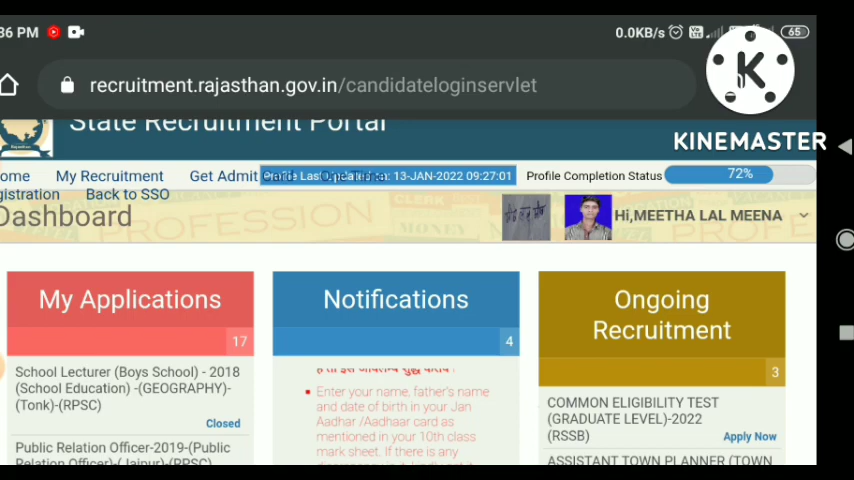 36 PM 0.0KB/s 65
recruitment.rajasthan.gov.in/candidateloginservlet
K
KINEMASTER
State Recruitment Portal
ome My Recruitment Get Admit Profile Last Updated on: 13-JAN-2022 09:27:01 Profile Completion Status 72%
gistration Back to SSO
Dashboard Hi,MEETHA LAL MEENA
My Applications
17
School Lecturer (Boys School) - 2018
(School Education) -(GEOGRAPHY)-
(Tonk)-(RPSC)
Closed
Public Relation Officer-2019-(Public
Relation Officer)-(Jaipur)-(RPSC)
Notifications
4
Enter your name, father's name
and date of birth in your Jan
Aadhar /Aadhaar card as
mentioned in your 10th class
mark sheet. If there is any
Ongoing
Recruitment
3
COMMON ELIGIBILITY TEST
(GRADUATE LEVEL)-2022
(RSSB)
Apply Now
ASSISTANT TOWN PLANNER (TOWN